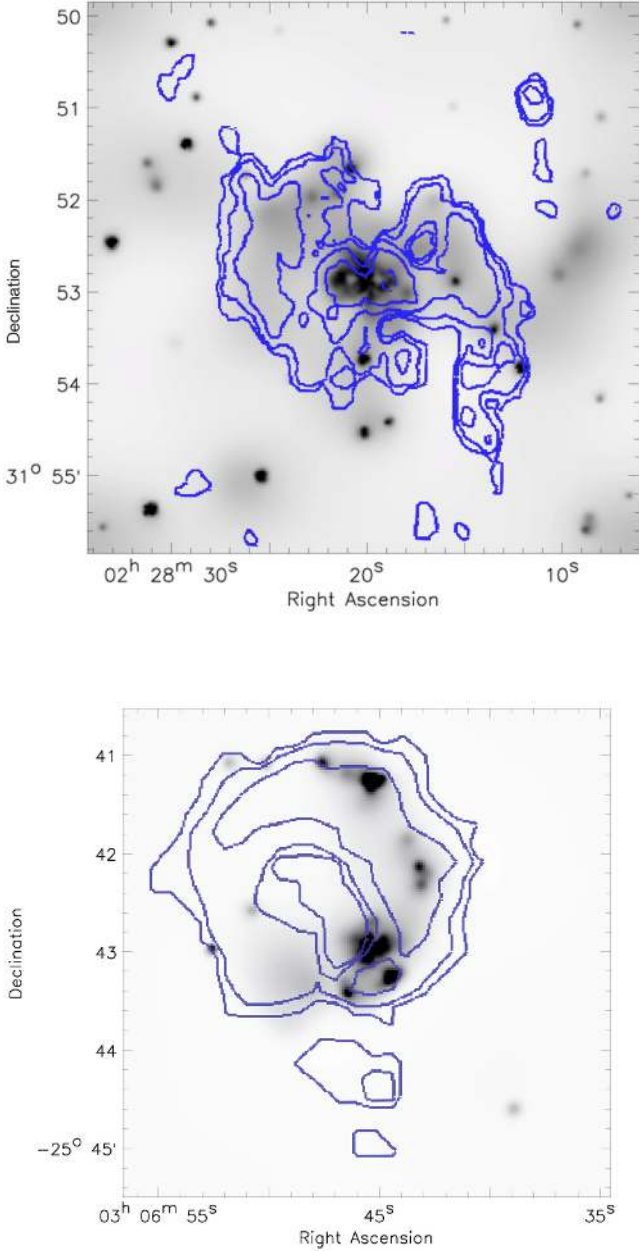 50
51
52
53
54
31° 55'
Declination
02ʰ 28ᵐ 30ˢ 20ˢ 10ˢ
Right Ascension
41
42
43
44
−25° 45'
Declination
03ʰ 06ᵐ 55ˢ 45ˢ 35ˢ
Right Ascension